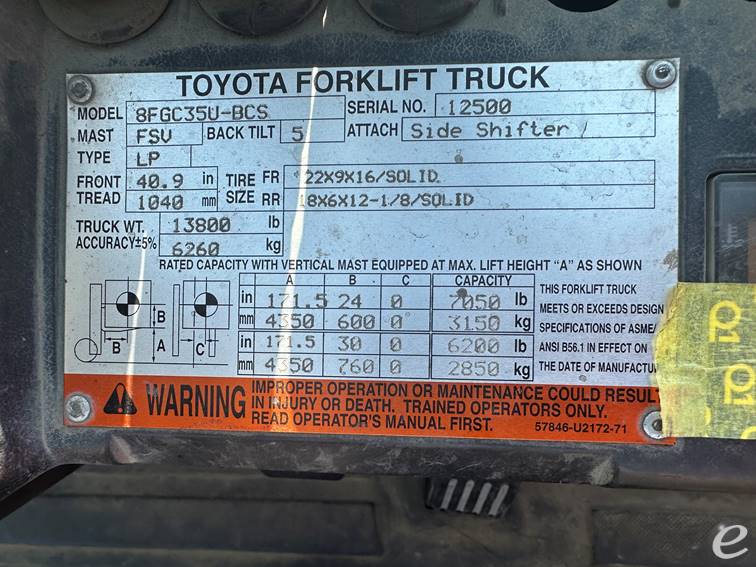 TOYOTA FORKLIFT TRUCK
MODEL 8FGC35U-BCS SERIAL NO. 12500
MAST FSV BACK TILT 5 ATTACH Side Shifter /
TYPE LP
FRONT TREAD 40.9 in 1040 mm
TIRE SIZE FR 22X9X16/SOLID
RR 18X6X12-1/8/SOLID
TRUCK WT. 13800 lb
ACCURACY±5% 6260 kg
RATED CAPACITY WITH VERTICAL MAST EQUIPPED AT MAX. LIFT HEIGHT "A" AS SHOWN
A B C CAPACITY
in 171.5 24 0 7050 lb
mm 4350 600 0 3150 kg
in 171.5 30 0 6200 lb
mm 4350 760 0 2850 kg
B
B A C
THIS FORKLIFT TRUCK
MEETS OR EXCEEDS DESIGN
SPECIFICATIONS OF ASME
ANSI B56.1 IN EFFECT ON
THE DATE OF MANUFACTU
WARNING
IMPROPER OPERATION OR MAINTENANCE COULD RESULT
IN INJURY OR DEATH. TRAINED OPERATORS ONLY.
READ OPERATOR'S MANUAL FIRST.
57846-U2172-71
e